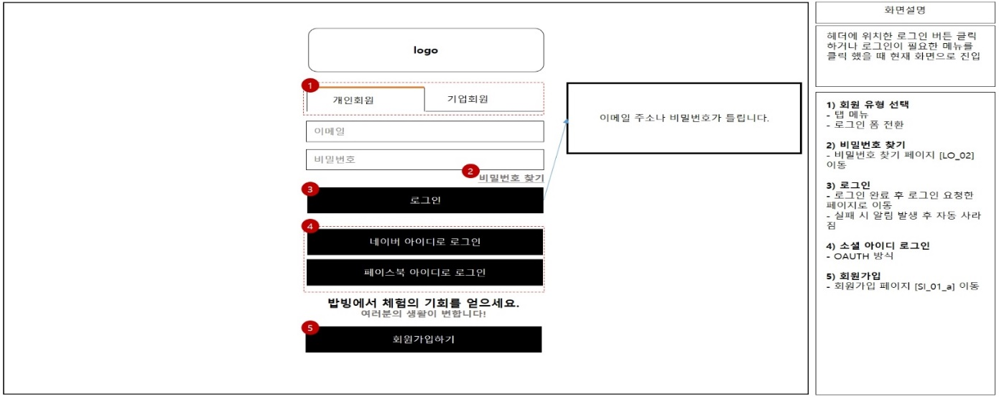 logo
1
개인회원
기업회원
이메일
비밀번호
2
비밀번호 찾기
3
로그인
4
네이버 아이디로 로그인
페이스북 아이디로 로그인
밥빙에서 체험의 기회를 얻으세요.
여러분의 생활이 변합니다!
5
회원가입하기
이메일 주소나 비밀번호가 틀립니다.
화면설명
헤더에 위치한 로그인 버튼 클릭
하거나 로그인이 필요한 메뉴를
클릭 했을 때 현재 화면으로 진입
1) 회원 유형 선택
- 탭 메뉴
- 로그인 폼 전환
2) 비밀번호 찾기
- 비밀번호 찾기 페이지 [LO_02]
이동
3) 로그인
- 로그인 완료 후 로그인 요청한
페이지로 이동
- 실패 시 알림 발생 후 자동 사라
짐
4) 소셜 아이디 로그인
- OAUTH 방식
5) 회원가입
- 회원가입 페이지 [SI_01_a] 이동